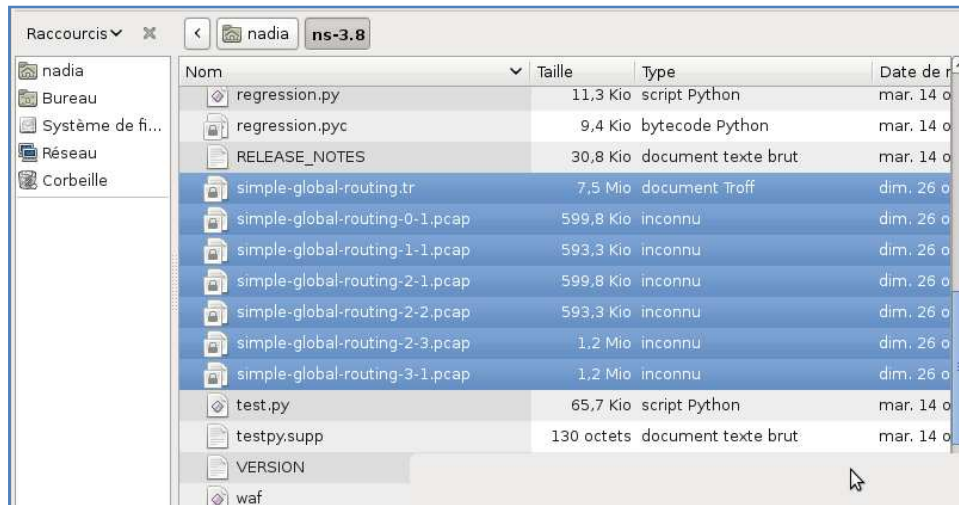 Raccourcis
nadia ns-3.8
nadia
Bureau
Système de fi...
Réseau
Corbeille
Nom Taille Type Date de
regression.py 11,3 Kio script Python mar. 14 o
regression.pyc 9,4 Kio bytecode Python mar. 14 o
RELEASE_NOTES 30,8 Kio document texte brut mar. 14 o
simple-global-routing.tr 7,5 Mio document Troff dim. 26 o
simple-global-routing-0-1.pcap 599,8 Kio inconnu dim. 26 o
simple-global-routing-1-1.pcap 593,3 Kio inconnu dim. 26 o
simple-global-routing-2-1.pcap 599,8 Kio inconnu dim. 26 o
simple-global-routing-2-2.pcap 593,3 Kio inconnu dim. 26 o
simple-global-routing-2-3.pcap 1,2 Mio inconnu dim. 26 o
simple-global-routing-3-1.pcap 1,2 Mio inconnu dim. 26 o
test.py 65,7 Kio script Python mar. 14 o
testpy.supp 130 octets document texte brut mar. 14 o
VERSION
waf